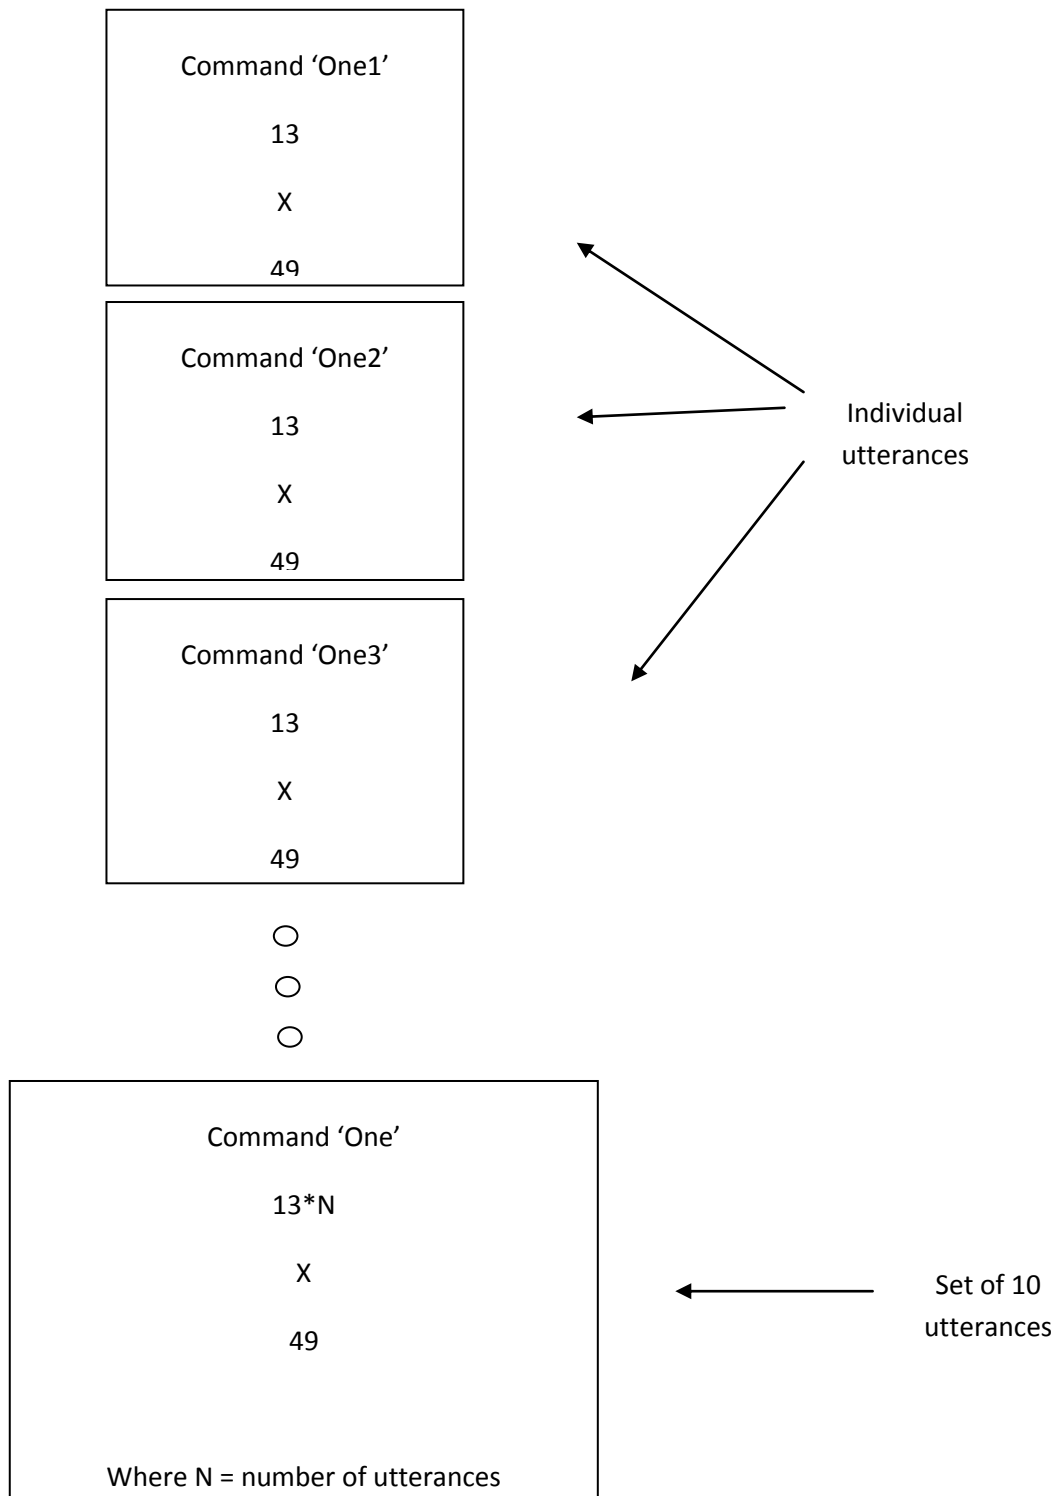 Command ‘One1’
13
X
49
Command ‘One2’
13
X
49
Individual
utterances
Command ‘One3’
13
X
49
Command ‘One’
13*N
X
49
Set of 10
utterances
Where N = number of utterances